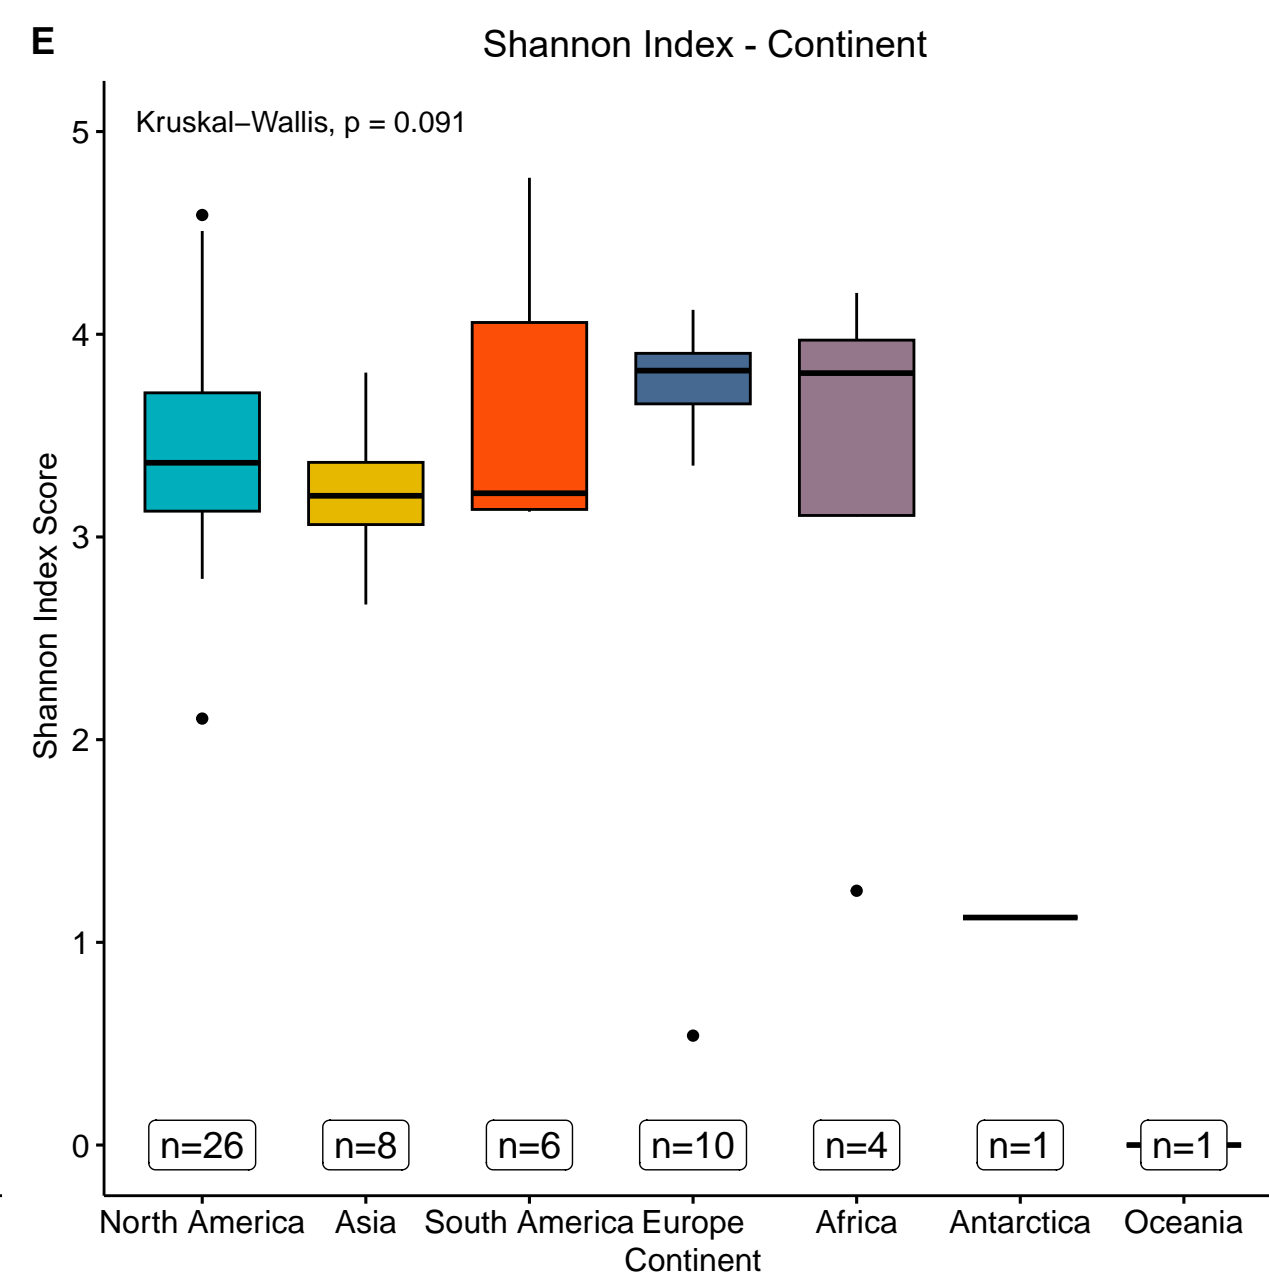 E
Shannon Index - Continent
Kruskal–Wallis, p = 0.091
Shannon Index Score
5
4
3
2
1
0
n=26 n=8 n=6 n=10 n=4 n=1 n=1
North America Asia South America Europe Africa Antarctica Oceania
Continent